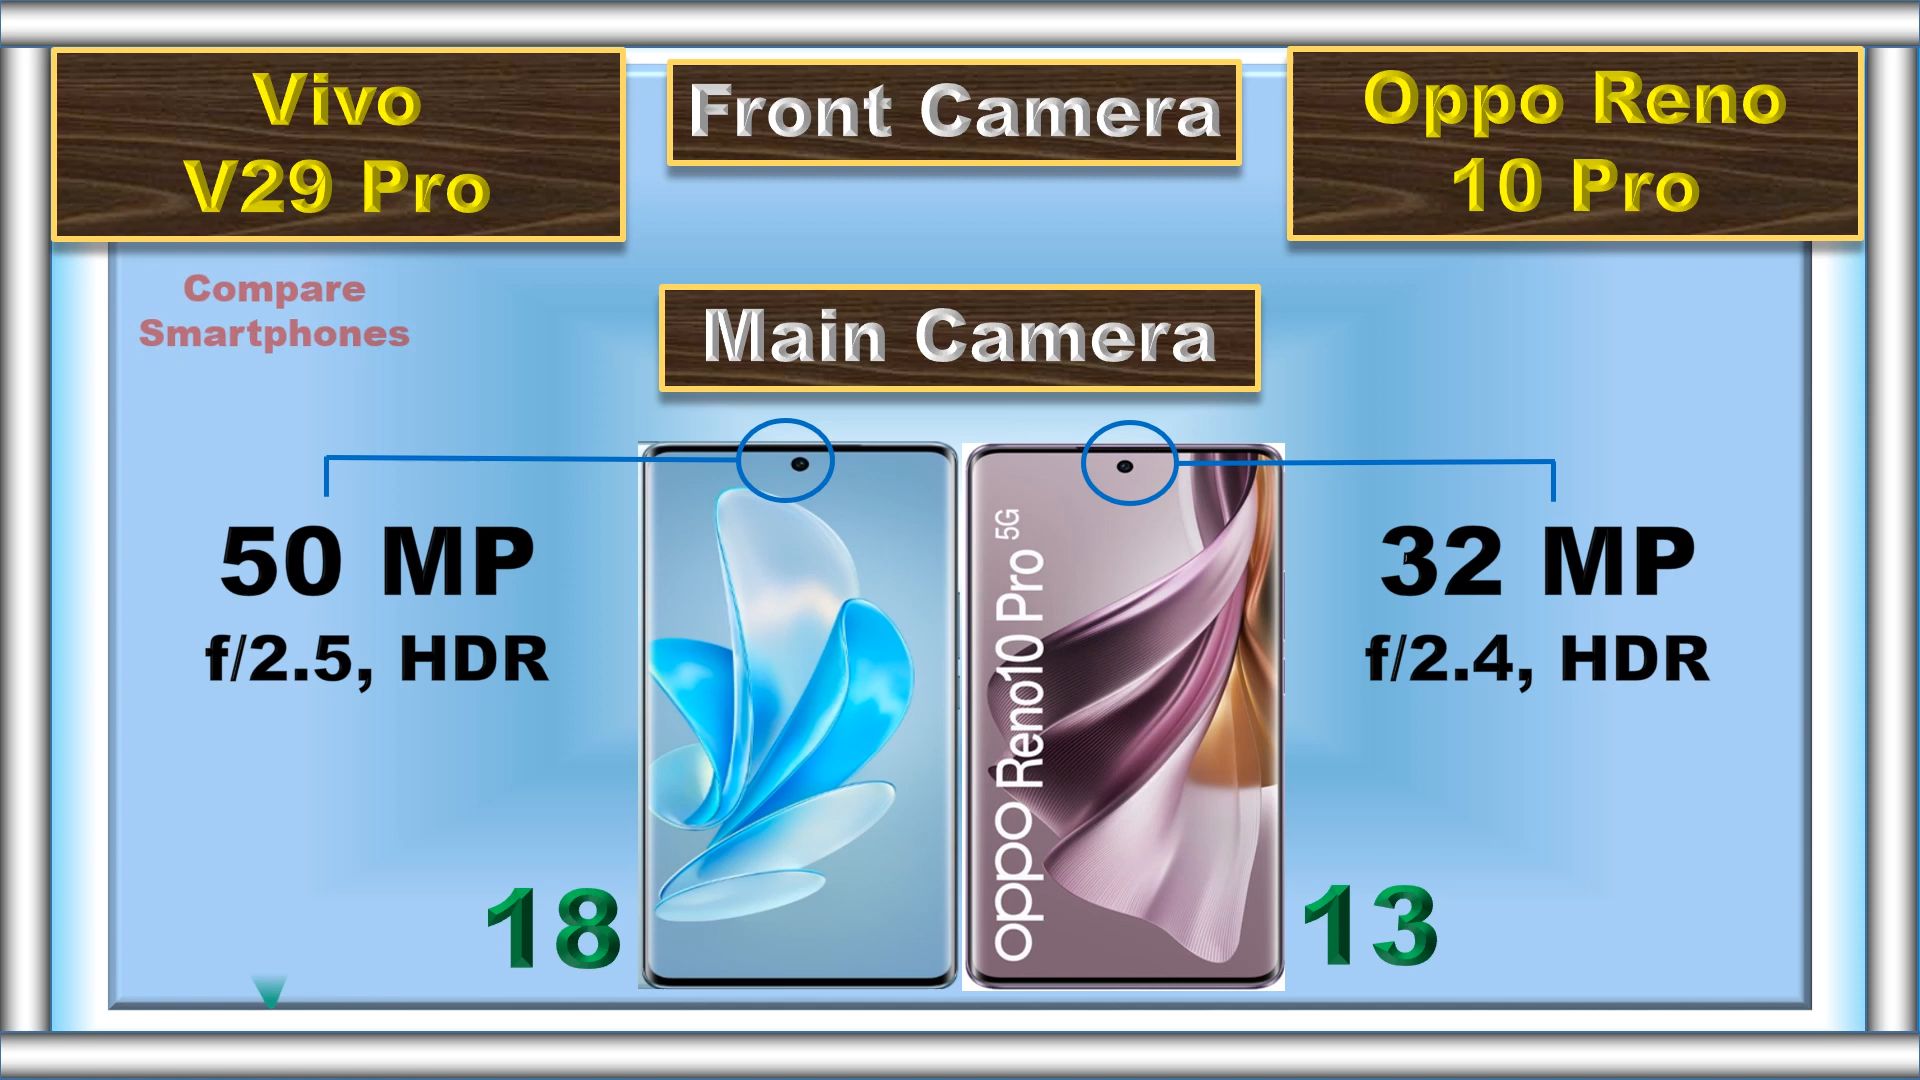 Vivo
V29 Pro
Front Camera
Oppo Reno
10 Pro
Compare
Smartphones
Main Camera
50 MP
f/2.5, HDR
32 MP
f/2.4, HDR
oppo Reno10 Pro 5G
18
13